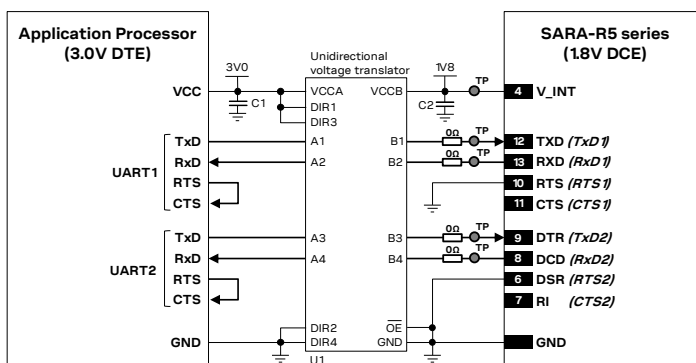 Application Processor
(3.0V DTE)
VCC
TxD
RxD
RTS
CTS
UART1
TxD
RxD
RTS
CTS
UART2
GND
3V0
C1
Unidirectional
voltage translator
VCCA
DIR1
DIR3
A1
A2
A3
A4
DIR2
DIR4
U1
VCCB
B1
B2
B3
B4
OE
GND
1V8
C2
TP
0Ω TP
0Ω TP
0Ω TP
0Ω TP
SARA-R5 series
(1.8V DCE)
4 V_INT
12 TXD (TxD1)
13 RXD (RxD1)
10 RTS (RTS1)
11 CTS (CTS1)
9 DTR (TxD2)
8 DCD (RxD2)
6 DSR (RTS2)
7 RI (CTS2)
GND